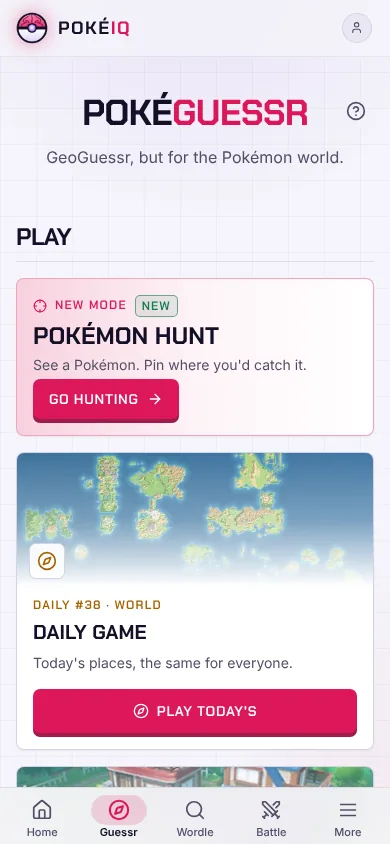 POKÉIQ
POKÉGUESSR
GeoGuessr, but for the Pokémon world.
PLAY
NEW MODE NEW
POKÉMON HUNT
See a Pokémon. Pin where you'd catch it.
GO HUNTING →
DAILY #38 · WORLD
DAILY GAME
Today's places, the same for everyone.
PLAY TODAY'S
Home Guessr Wordle Battle More